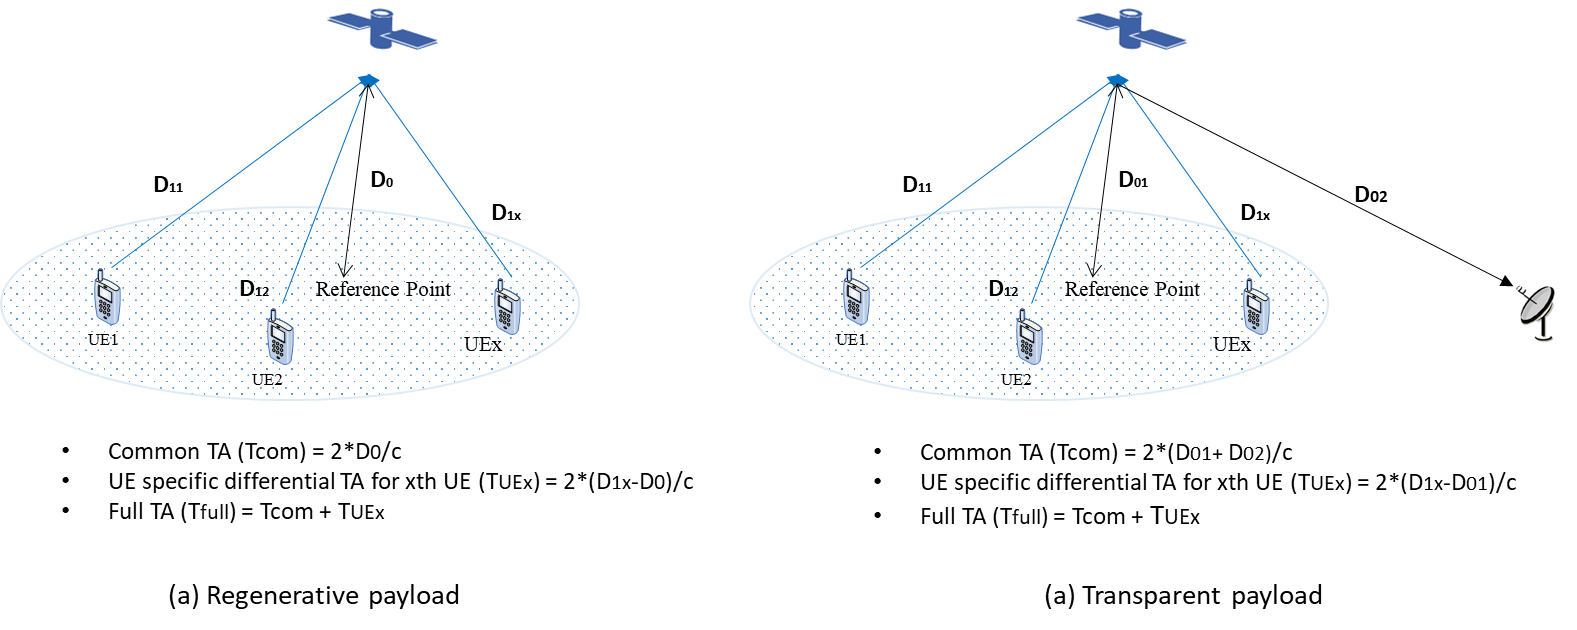 D11
D0
D1x
D12
Reference Point
UE1
UE2
UEx
• Common TA (Tcom) = 2*D0/c
• UE specific differential TA for xth UE (TUEx) = 2*(D1x-D0)/c
• Full TA (Tfull) = Tcom + TUEx
(a) Regenerative payload
D11
D01
D1x
D02
D12
Reference Point
UE1
UE2
UEx
• Common TA (Tcom) = 2*(D01+ D02)/c
• UE specific differential TA for xth UE (TUEx) = 2*(D1x-D01)/c
• Full TA (Tfull) = Tcom + TUEx
(a) Transparent payload